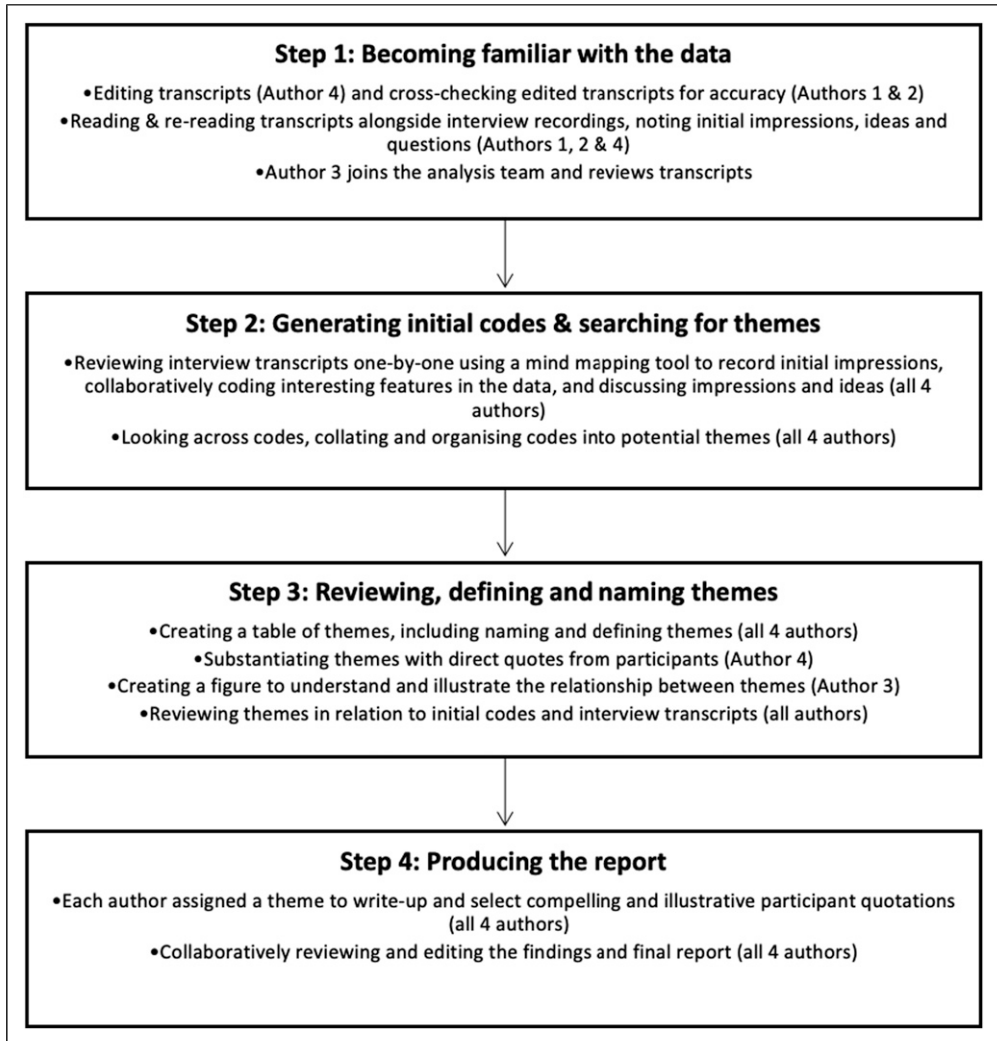 Step 1: Becoming familiar with the data
•Editing transcripts (Author 4) and cross-checking edited transcripts for accuracy (Authors 1 & 2)
•Reading & re-reading transcripts alongside interview recordings, noting initial impressions, ideas and
questions (Authors 1, 2 & 4)
•Author 3 joins the analysis team and reviews transcripts
Step 2: Generating initial codes & searching for themes
•Reviewing interview transcripts one-by-one using a mind mapping tool to record initial impressions,
collaboratively coding interesting features in the data, and discussing impressions and ideas (all 4
authors)
•Looking across codes, collating and organising codes into potential themes (all 4 authors)
Step 3: Reviewing, defining and naming themes
•Creating a table of themes, including naming and defining themes (all 4 authors)
•Substantiating themes with direct quotes from participants (Author 4)
•Creating a figure to understand and illustrate the relationship between themes (Author 3)
•Reviewing themes in relation to initial codes and interview transcripts (all authors)
Step 4: Producing the report
•Each author assigned a theme to write-up and select compelling and illustrative participant quotations
(all 4 authors)
•Collaboratively reviewing and editing the findings and final report (all 4 authors)